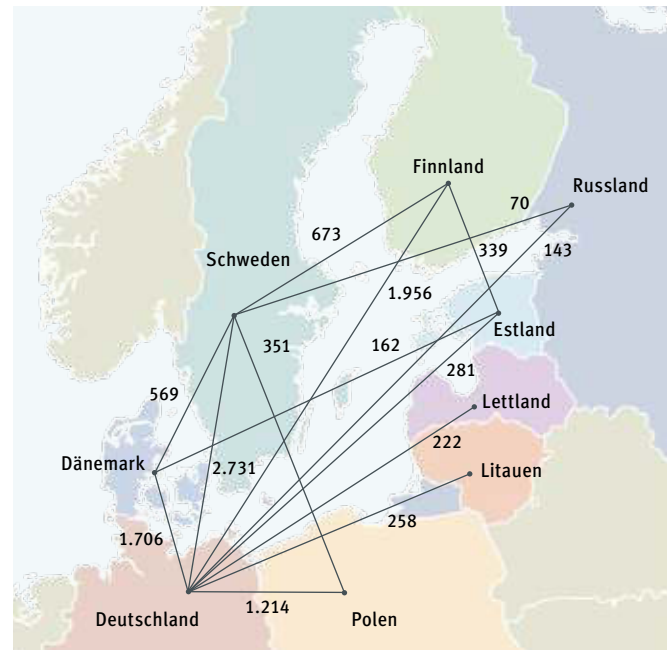 Finnland
Russland
70
673
339
143
Schweden
1.956
Estland
351
162
281
569
Lettland
222
Dänemark
2.731
Litauen
258
1.706
1.214
Deutschland
Polen